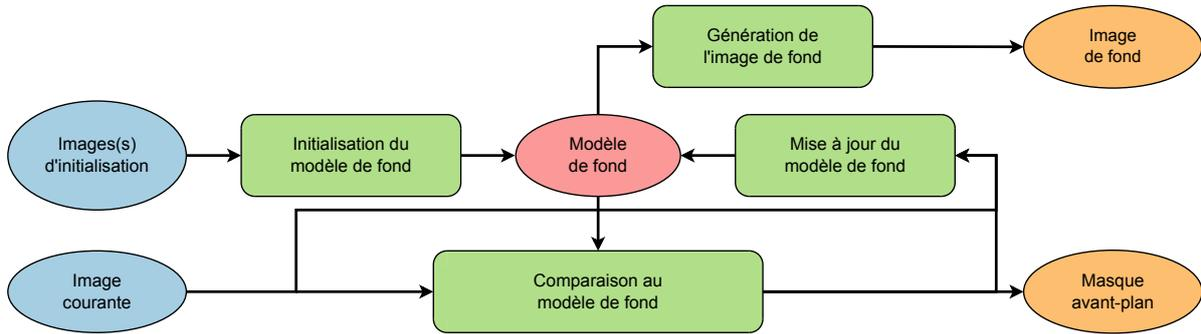 Génération de
l'image de fond
Image
de fond
Images(s)
d'initialisation
Initialisation du
modèle de fond
Modèle
de fond
Mise à jour du
modèle de fond
Image
courante
Comparaison au
modèle de fond
Masque
avant-plan